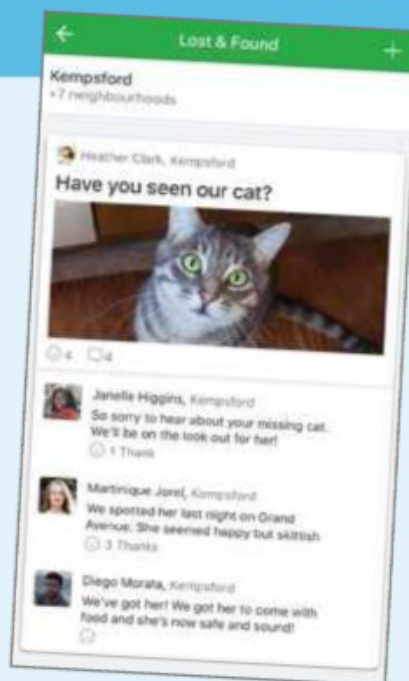 Lost & Found
Kempsford
+7 neighbourhoods
Heather Clark, Kempsford
Have you seen our cat?
4 4
Janelle Higgins, Kempsford
So sorry to hear about your missing cat.
We'll be on the look out for her!
1 Thank
Martinique Jorel, Kempsford
We spotted her last night on Grand
Avenue. She seemed happy but skittish
3 Thanks
Diego Morata, Kempsford
We've got her! We got her to come with
food and she's now safe and sound!